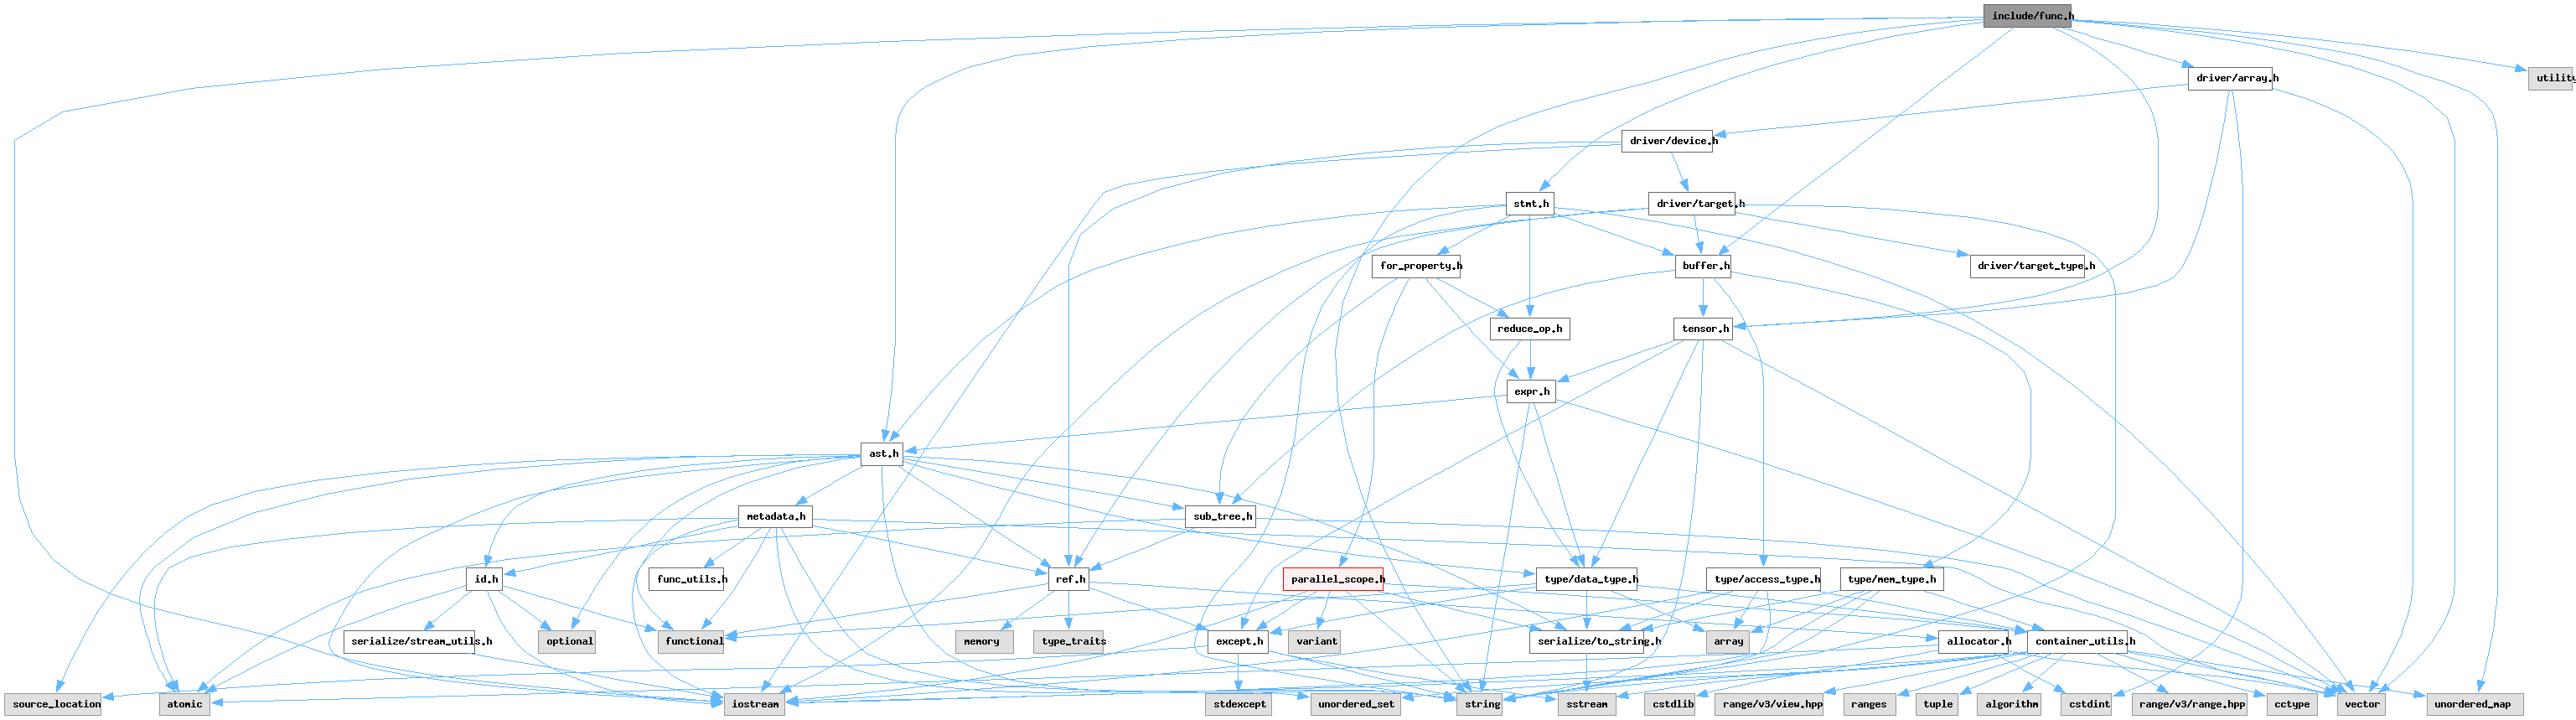 include/func.h
driver/array.h
utility
driver/device.h
stmt.h
driver/target.h
for_property.h
buffer.h
driver/target_type.h
reduce_op.h
tensor.h
expr.h
ast.h
metadata.h
sub_tree.h
id.h
func_utils.h
ref.h
parallel_scope.h
type/data_type.h
type/access_type.h
type/mem_type.h
serialize/stream_utils.h
optional
functional
memory
type_traits
except.h
variant
serialize/to_string.h
array
allocator.h
container_utils.h
source_location
atomic
iostream
stdexcept
unordered_set
string
sstream
cstdlib
range/v3/view.hpp
ranges
tuple
algorithm
cstdint
range/v3/range.hpp
cctype
vector
unordered_map